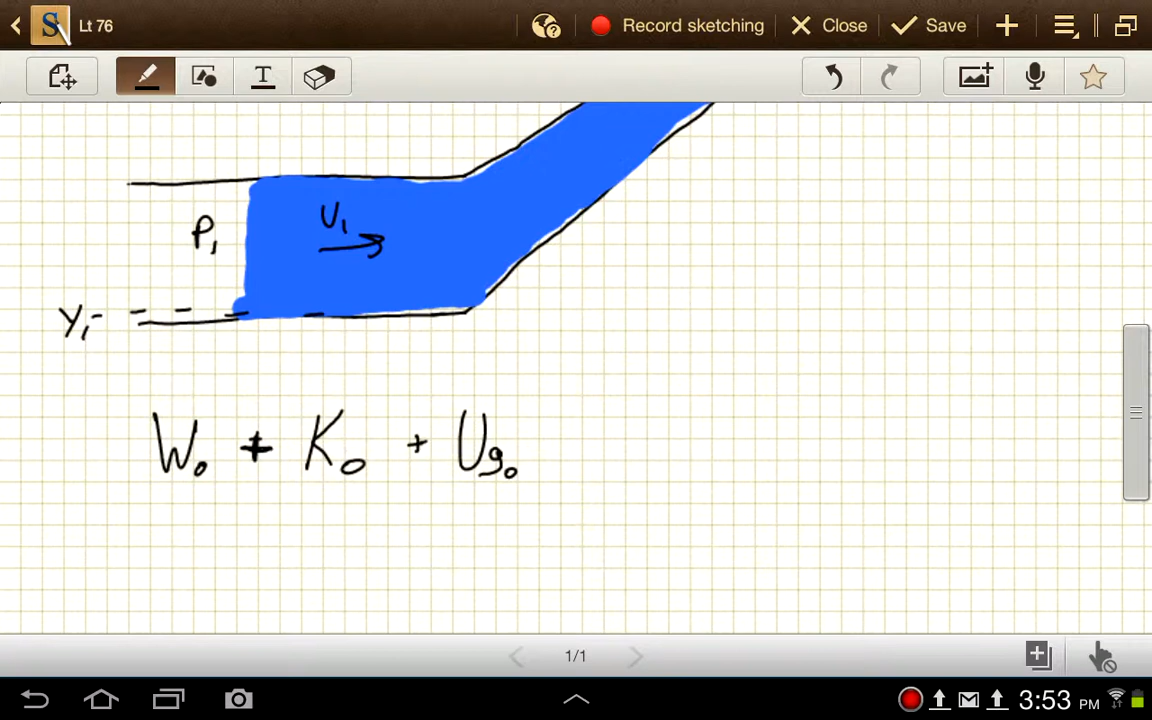 S Lt 76 Record sketching Close Save
T
U₁
P₁
y₁
W₀ + K₀ + Ug₀
1/1
3:53 PM